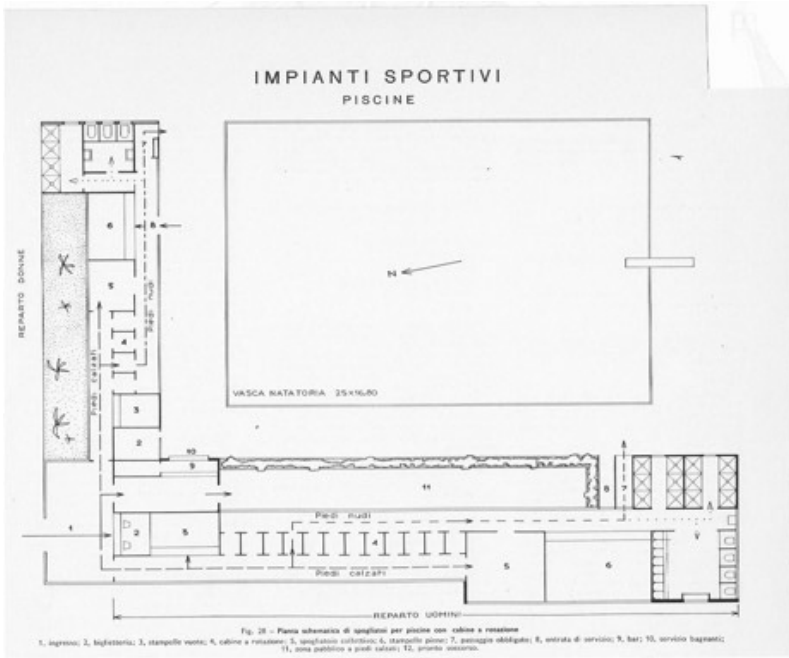 IMPIANTI SPORTIVI
PISCINE
REPARTO DONNE
6
8
5
Piedi nudi
4
Piedi calzati
3
2
N
VASCA NATATORIA 25×16,80
10
9
11
8
7
1
2
5
Piedi nudi
4
5
6
Piedi calzati
REPARTO UOMINI
Fig. 28 – Pianta schematica di spogliatoi per piscine con cabine a rotazione
1, ingresso; 2, biglietteria; 3, stampelle vuote; 4, cabine a rotazione; 5, spogliatoio collettivo; 6, stampelle piene; 7, passaggio obbligato; 8, entrata di servizio; 9, bar; 10, servizio bagnanti;
11, zona pubblico a piedi calzati; 12, pronto soccorso.